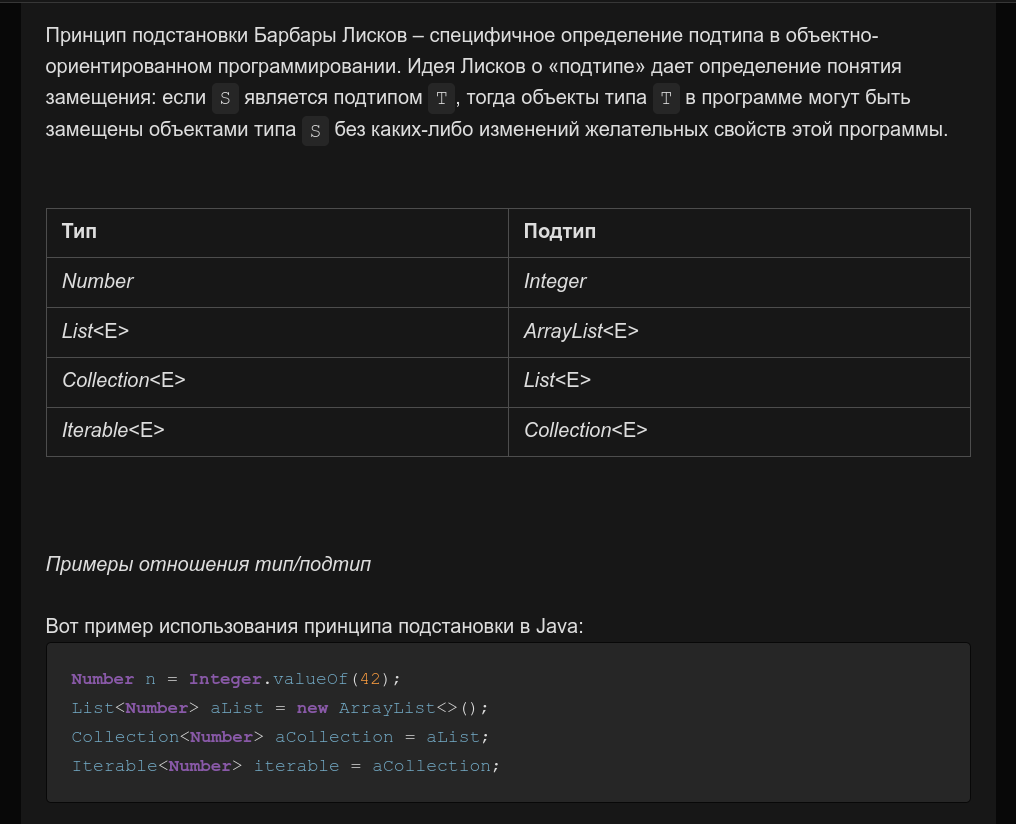 Принцип подстановки Барбары Лисков – специфичное определение подтипа в объектно-
ориентированном программировании. Идея Лисков о «подтипе» дает определение понятия
замещения: если S является подтипом T, тогда объекты типа T в программе могут быть
замещены объектами типа S без каких-либо изменений желательных свойств этой программы.
Тип Подтип
Number Integer
List<E> ArrayList<E>
Collection<E> List<E>
Iterable<E> Collection<E>
Примеры отношения тип/подтип
Вот пример использования принципа подстановки в Java:
Number n = Integer.valueOf(42);
List<Number> aList = new ArrayList<>();
Collection<Number> aCollection = aList;
Iterable<Number> iterable = aCollection;